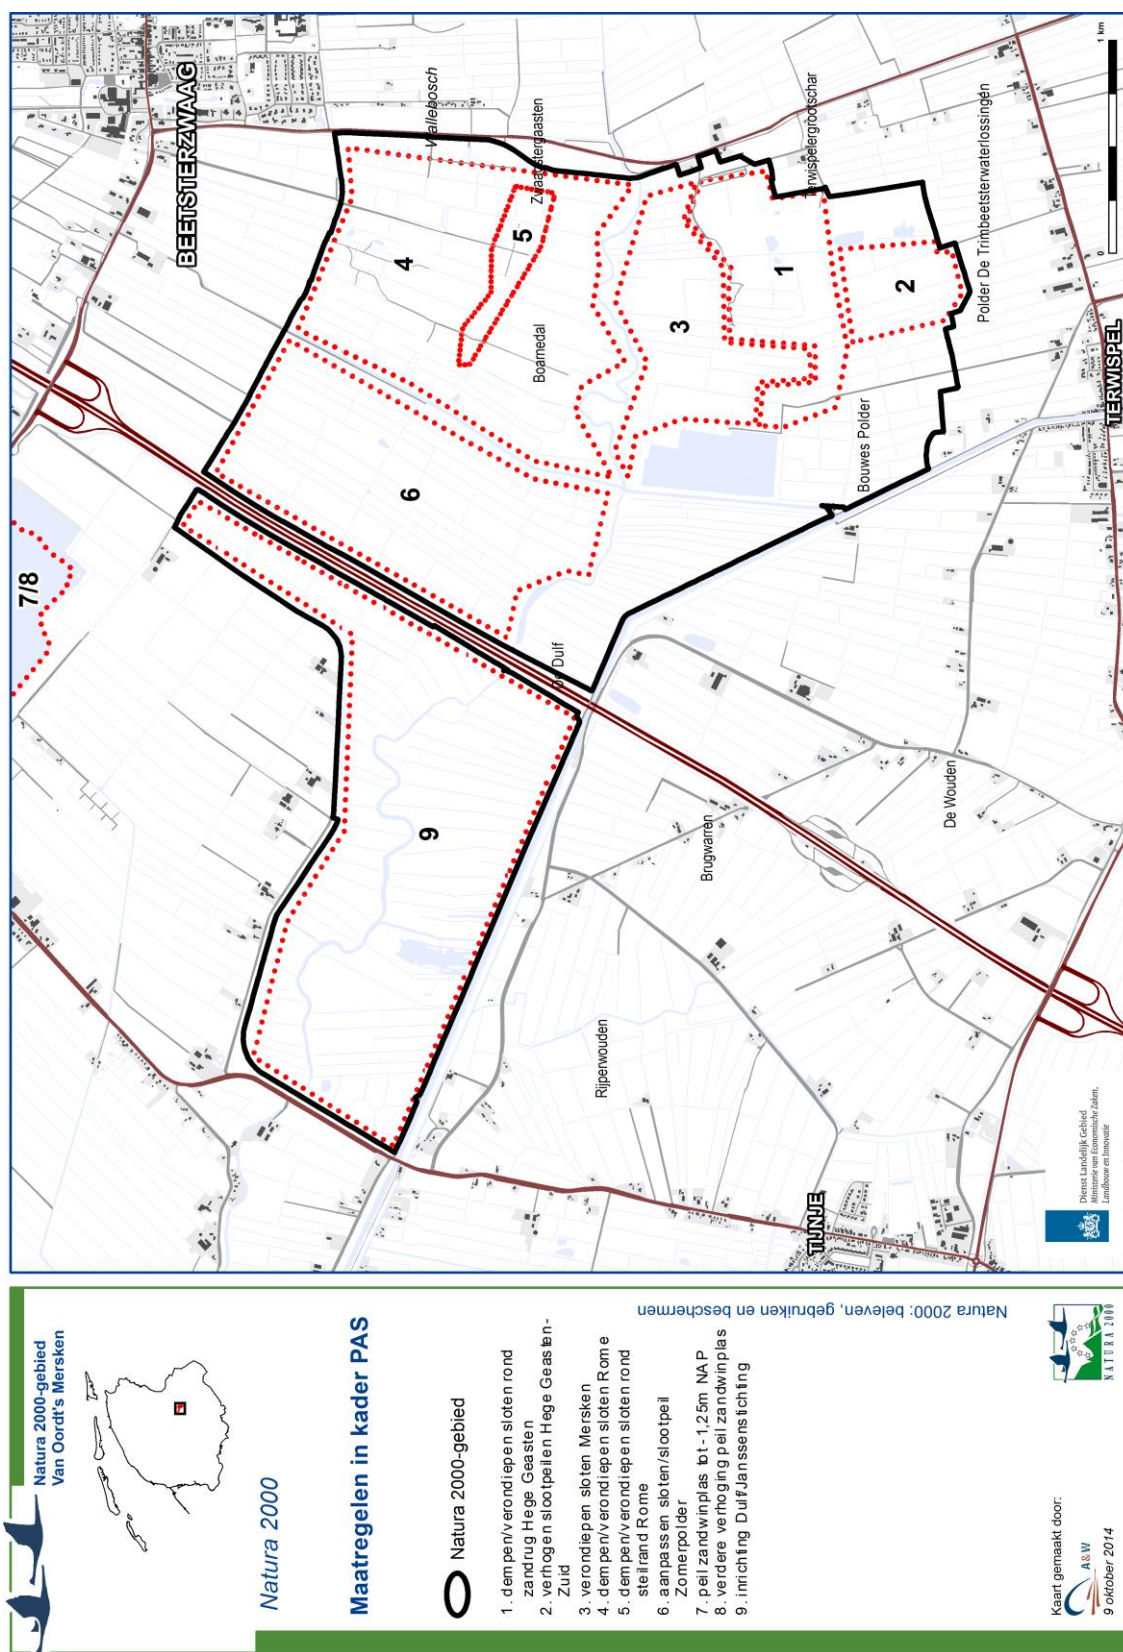 Natura 2000-gebied
Van Oordt's Mersken
Natura 2000
Maatregelen in kader PAS
Natura 2000-gebied
1. dempen/verondiepen sloten rond
zandrug Hege Geasten
2. verhogen slootpeilen Hege Geasten-
Zuid
3. verondiepen sloten Mersken
4. dempen/verondiepen sloten Rome
5. dempen/verondiepen sloten rond
steilrand Rome
6. aanpassen sloten/slootpeil
Zomerpolder
7. peil zandwinplas tot -1,25m NAP
8. verdere verhoging peil zandwinplas
9. inrichting Dulf/Janssenstichting
Natura 2000: beleven, gebruiken en beschermen
Kaart gemaakt door:
A&W
9 oktober 2014
NATURA 2000
BEETSTERZWAAG
Wallebosch
Zwaagstergaasten
Terwispelergrootschar
Polder De Trimbeetsterwaterlossingen
TERWISPEL
Boarnedal
Bouwes Polder
De Dulf
De Wouden
Brugwarren
Rijperwouden
TIJNJE
7/8
4
5
6
3
1
2
9
0
1 km
Dienst Landelijk Gebied
Ministerie van Economische Zaken,
Landbouw en Innovatie